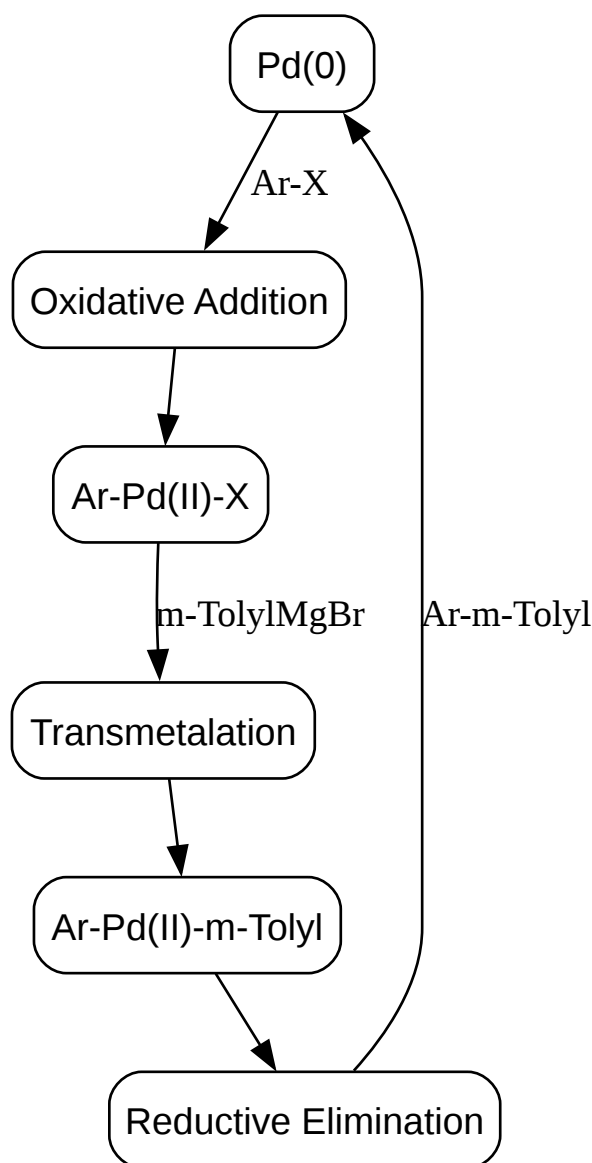 Pd(0)
Ar-X
Oxidative Addition
Ar-Pd(II)-X
m-TolylMgBr
Ar-m-Tolyl
Transmetalation
Ar-Pd(II)-m-Tolyl
Reductive Elimination